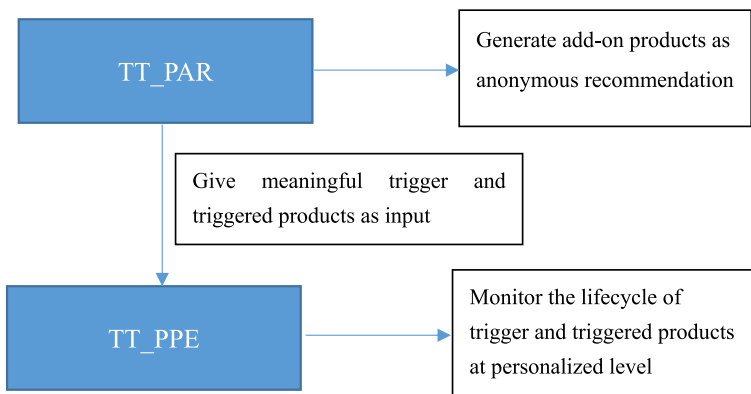 TT_PAR
Generate add-on products as
anonymous recommendation
Give meaningful trigger and
triggered products as input
TT_PPE
Monitor the lifecycle of
trigger and triggered products
at personalized level